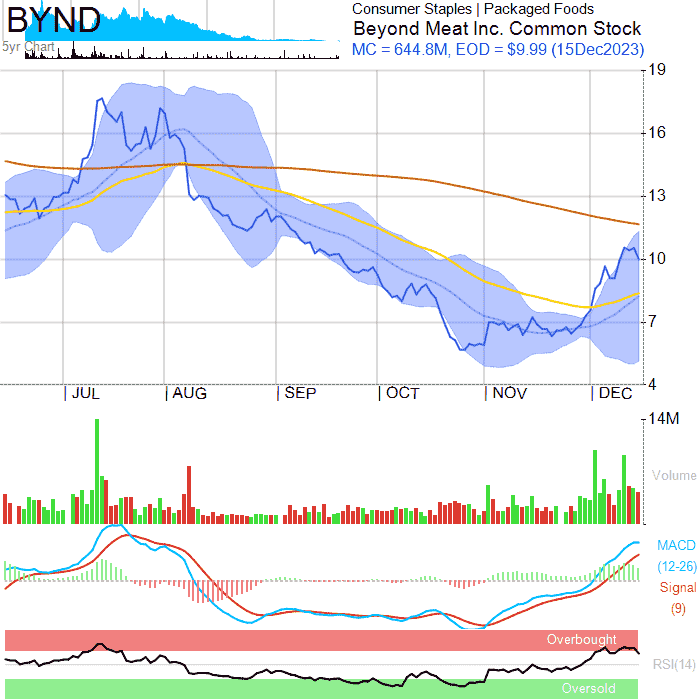 BYND
5yr Chart
Consumer Staples | Packaged Foods
Beyond Meat Inc. Common Stock
MC = 644.8M, EOD = $9.99 (15Dec2023)
19
16
13
10
7
4
JUL AUG SEP OCT NOV DEC
14M
Volume
MACD
(12-26)
Signal
(9)
Overbought
RSI(14)
Oversold